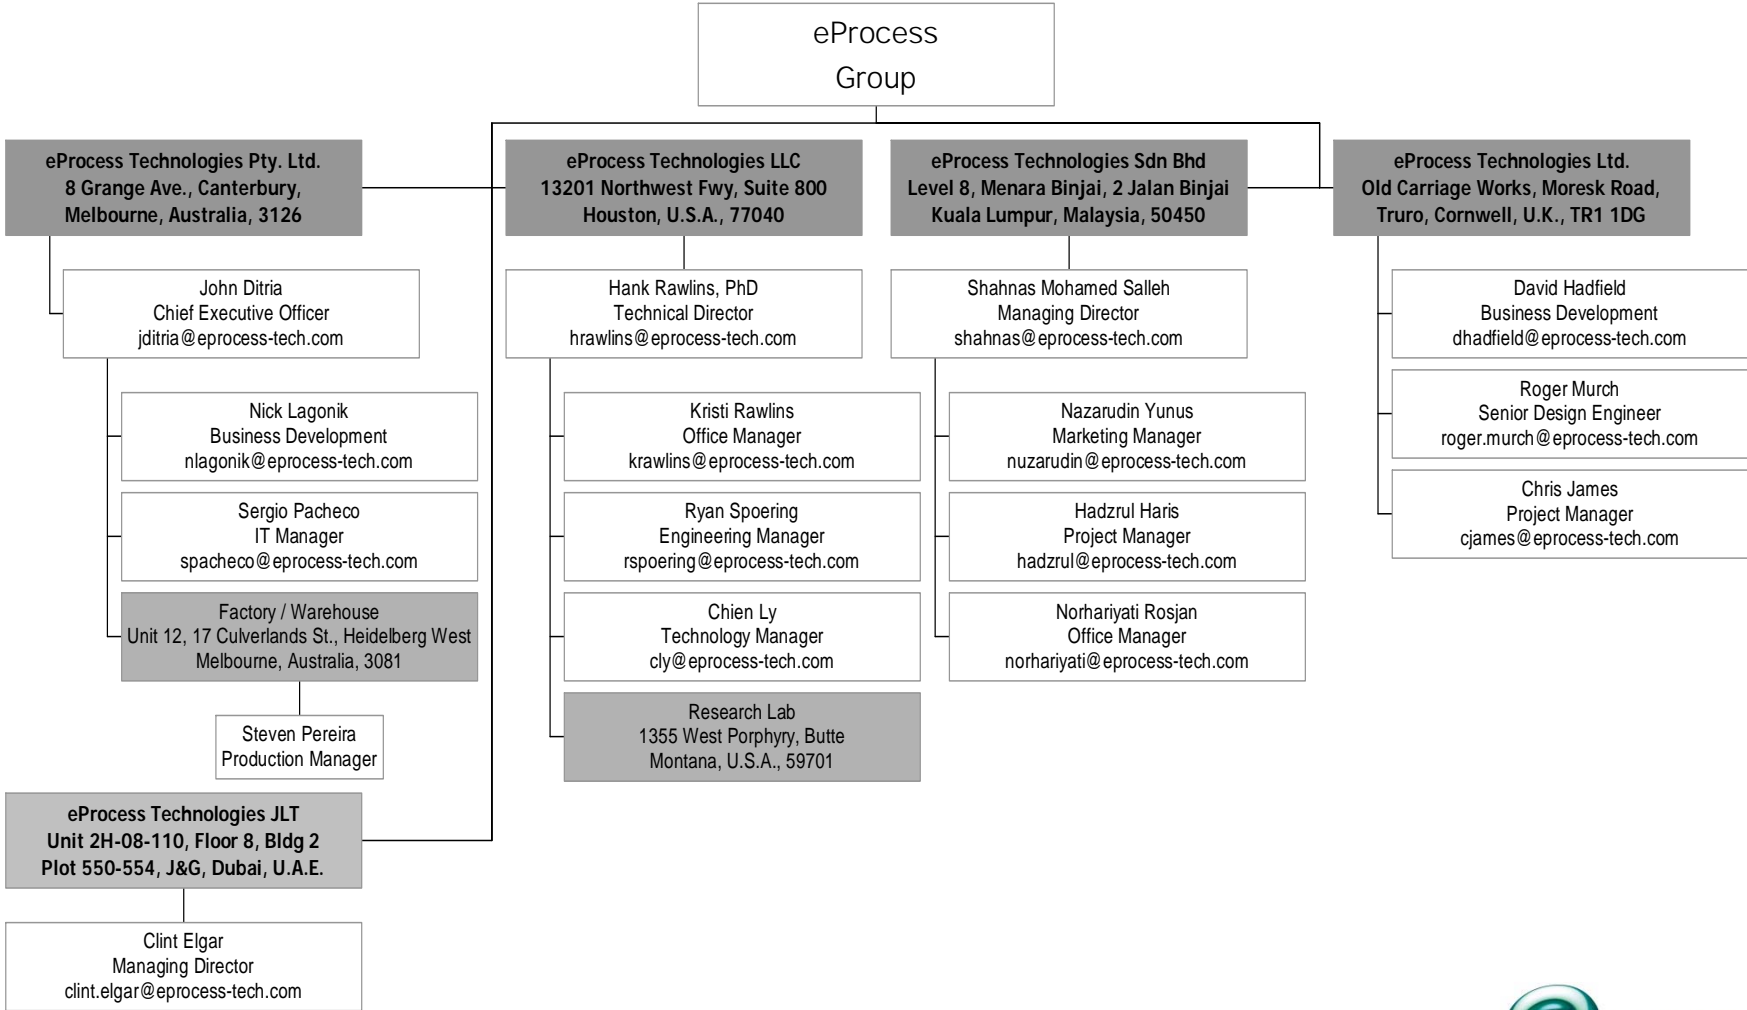 eProcess
Group
eProcess Technologies Pty. Ltd.
8 Grange Ave., Canterbury,
Melbourne, Australia, 3126
John Ditria
Chief Executive Officer
jditria@eprocess-tech.com
Nick Lagonik
Business Development
nlagonik@eprocess-tech.com
Sergio Pacheco
IT Manager
spacheco@eprocess-tech.com
Factory / Warehouse
Unit 12, 17 Culverlands St., Heidelberg West
Melbourne, Australia, 3081
Steven Pereira
Production Manager
eProcess Technologies LLC
13201 Northwest Fwy, Suite 800
Houston, U.S.A., 77040
Hank Rawlins, PhD
Technical Director
hrawlins@eprocess-tech.com
Kristi Rawlins
Office Manager
krawlins@eprocess-tech.com
Ryan Spoering
Engineering Manager
rspoering@eprocess-tech.com
Chien Ly
Technology Manager
cly@eprocess-tech.com
Research Lab
1355 West Porphyry, Butte
Montana, U.S.A., 59701
eProcess Technologies Sdn Bhd
Level 8, Menara Binjai, 2 Jalan Binjai
Kuala Lumpur, Malaysia, 50450
Shahnas Mohamed Salleh
Managing Director
shahnas@eprocess-tech.com
Nazarudin Yunus
Marketing Manager
nuzarudin@eprocess-tech.com
Hadzrul Haris
Project Manager
hadzrul@eprocess-tech.com
Norhariyati Rosjan
Office Manager
norhariyati@eprocess-tech.com
eProcess Technologies Ltd.
Old Carriage Works, Moresk Road,
Truro, Cornwell, U.K., TR1 1DG
David Hadfield
Business Development
dhadfield@eprocess-tech.com
Roger Murch
Senior Design Engineer
roger.murch@eprocess-tech.com
Chris James
Project Manager
cjames@eprocess-tech.com
eProcess Technologies JLT
Unit 2H-08-110, Floor 8, Bldg 2
Plot 550-554, J&G, Dubai, U.A.E.
Clint Elgar
Managing Director
clint.elgar@eprocess-tech.com